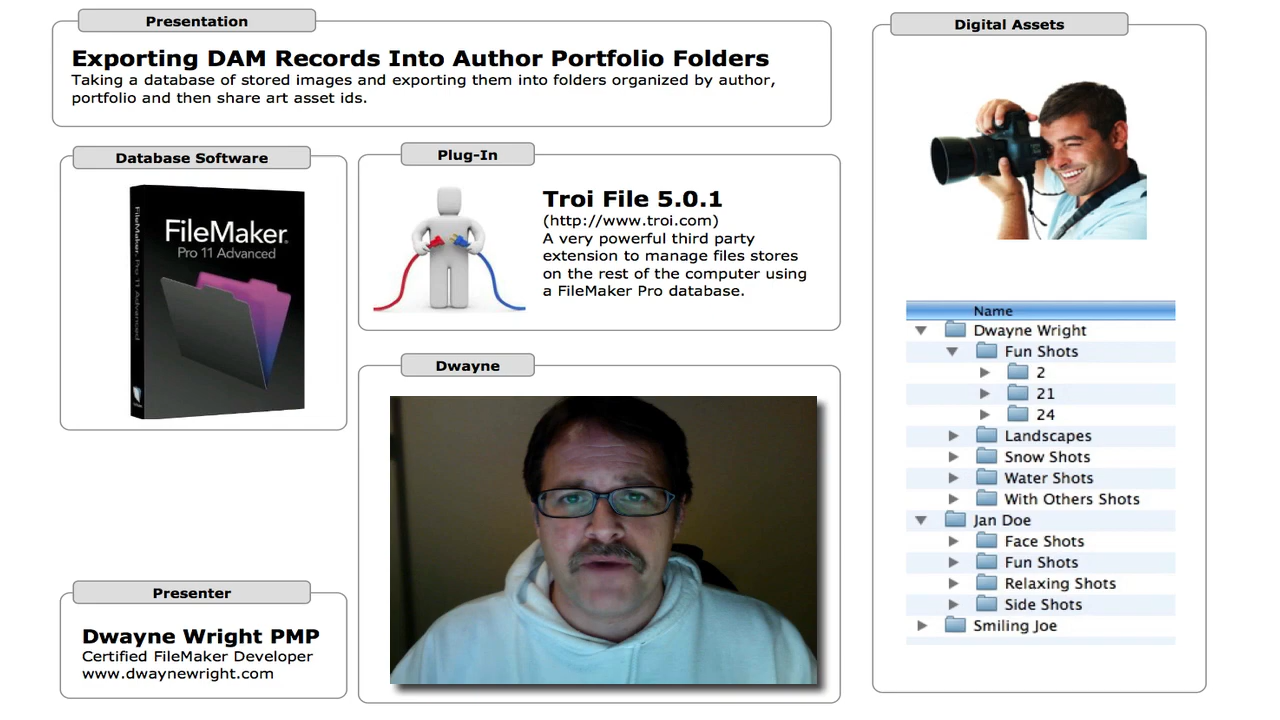 Presentation
Exporting DAM Records Into Author Portfolio Folders
Taking a database of stored images and exporting them into folders organized by author,
portfolio and then share art asset ids.
Database Software
FileMaker, Pro 11 Advanced
FileMaker
Pro 11 Advanced
Plug-In
Troi File 5.0.1
(http://www.troi.com)
A very powerful third party
extension to manage files stores
on the rest of the computer using
a FileMaker Pro database.
Dwayne
Presenter
Dwayne Wright PMP
Certified FileMaker Developer
www.dwaynewright.com
Digital Assets
Name
Dwayne Wright
Fun Shots
2
21
24
Landscapes
Snow Shots
Water Shots
With Others Shots
Jan Doe
Face Shots
Fun Shots
Relaxing Shots
Side Shots
Smiling Joe